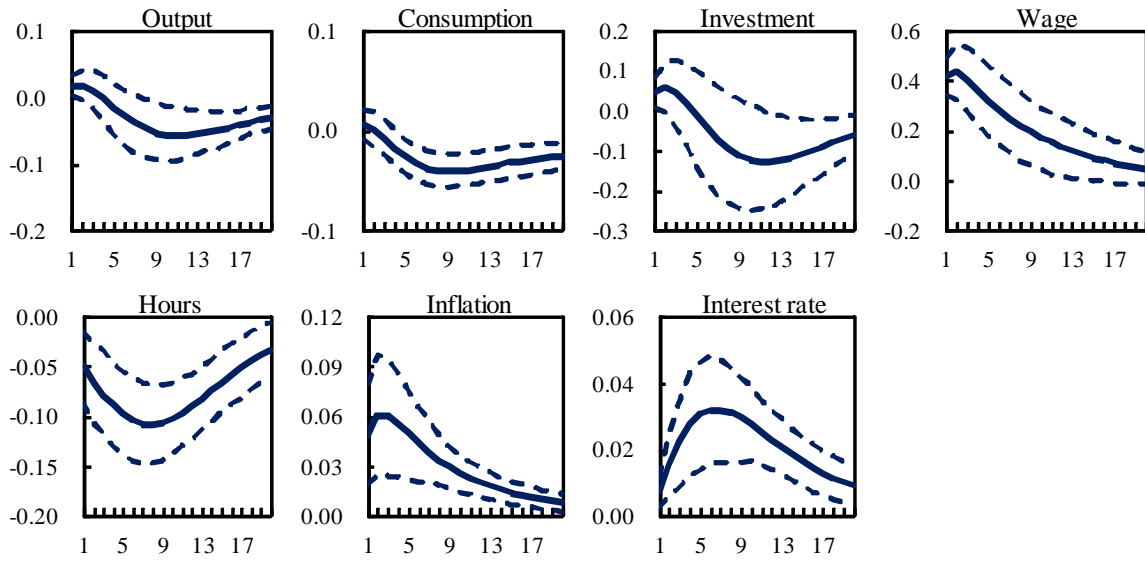 Output Consumption Investment Wage
0.1 0.1 0.2 0.6
0.1
0.0 0.4
0.0 0.0
0.2
-0.1
-0.1 0.0
-0.2
-0.2 -0.1 -0.3 -0.2
1 5 9 13 17 1 5 9 13 17 1 5 9 13 17 1 5 9 13 17
Hours Inflation Interest rate
0.00 0.12 0.06
-0.05 0.09
0.04
-0.10 0.06
0.02
-0.15 0.03
-0.20 0.00 0.00
1 5 9 13 17 1 5 9 13 17 1 5 9 13 17